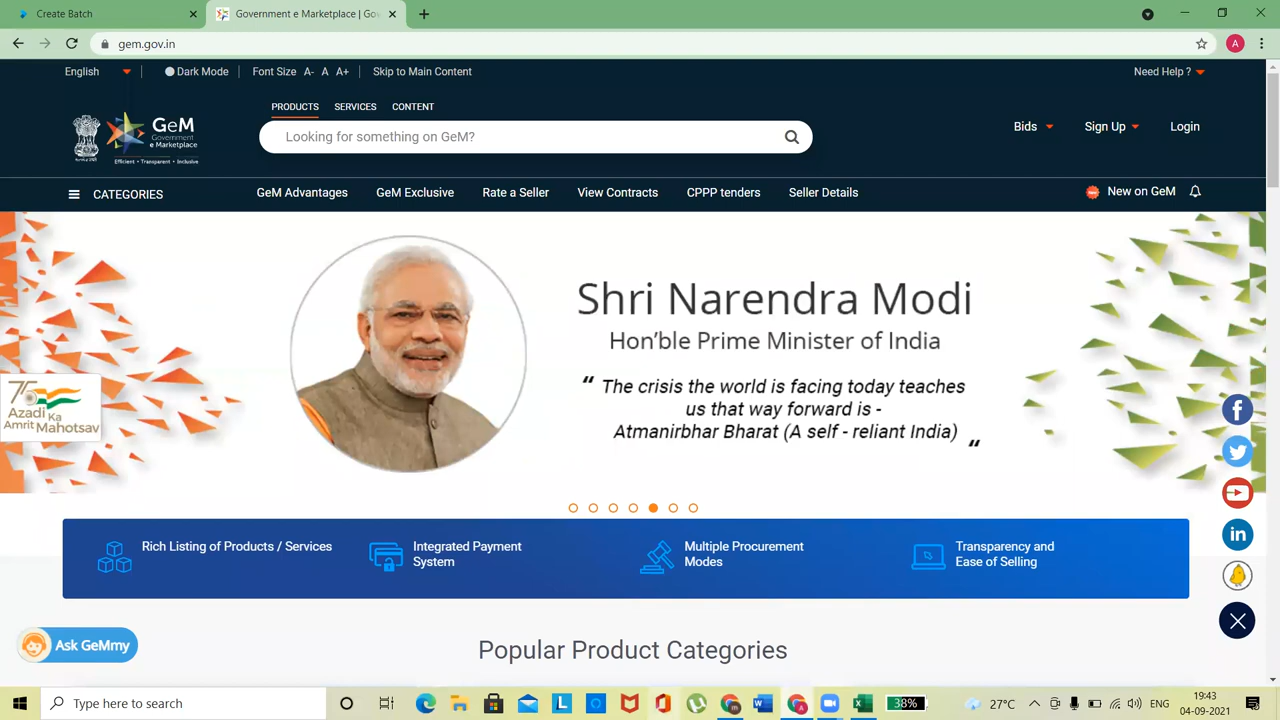 Create Batch
Government e Marketplace | Go
gem.gov.in
A
English
Dark Mode
Font Size A- A A+
Skip to Main Content
Need Help ?
PRODUCTS SERVICES CONTENT
GeM
Government
e Marketplace
Efficient • Transparent • Inclusive
Looking for something on GeM?
Bids
Sign Up
Login
CATEGORIES
GeM Advantages
GeM Exclusive
Rate a Seller
View Contracts
CPPP tenders
Seller Details
New on GeM
Shri Narendra Modi
Hon'ble Prime Minister of India
“ The crisis the world is facing today teaches
us that way forward is -
Atmanirbhar Bharat (A self - reliant India) “
75
Azadi Ka
Amrit Mahotsav
Rich Listing of Products / Services
Integrated Payment
System
Multiple Procurement
Modes
Transparency and
Ease of Selling
Ask GeMmy
Popular Product Categories
Type here to search
38%
27°C
ENG
19:43
04-09-2021